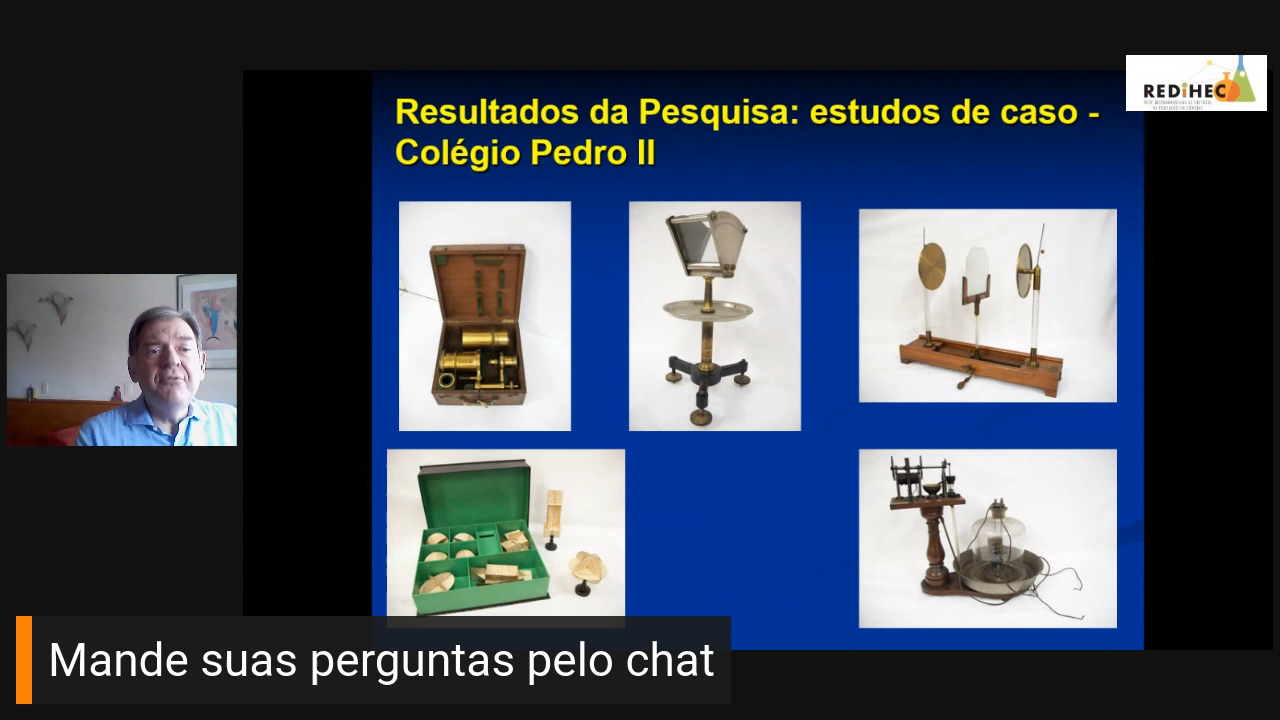 Resultados da Pesquisa: estudos de caso -
Colégio Pedro II
REDiHEC
Mande suas perguntas pelo chat